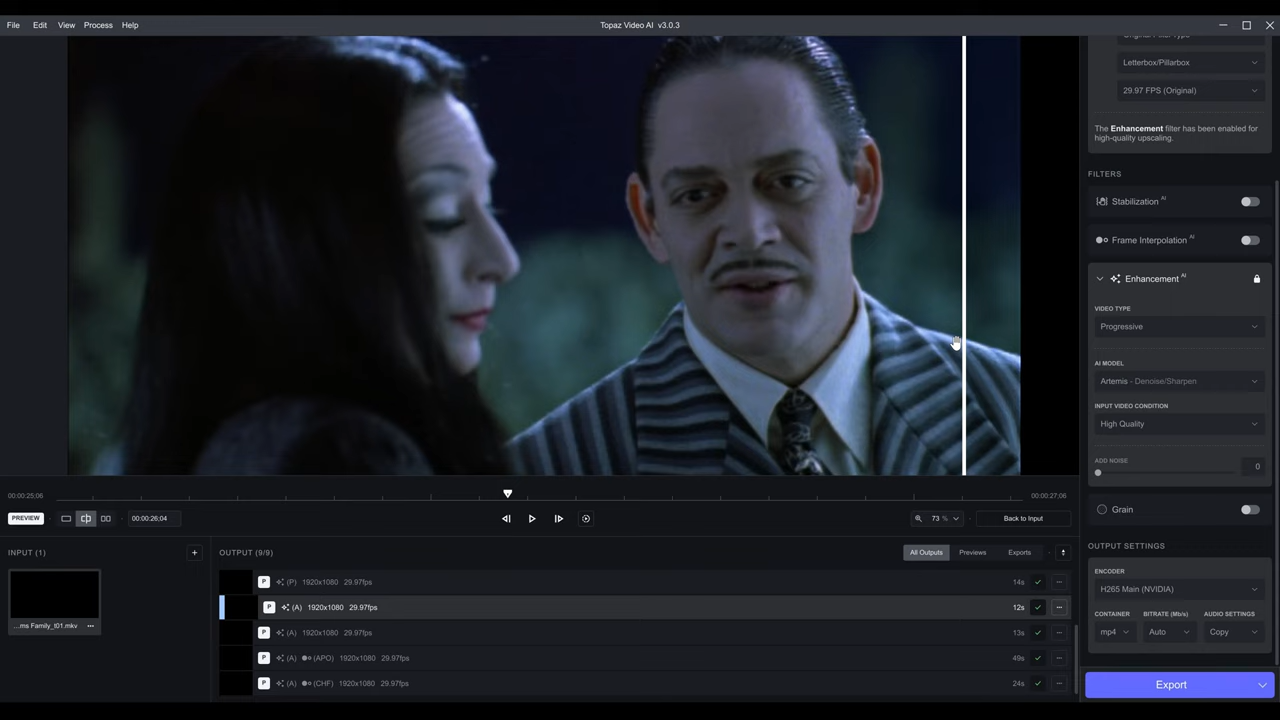 File Edit View Process Help
Topaz Video AI v3.0.3
Letterbox/Pillarbox
29.97 FPS (Original)
The Enhancement filter has been enabled for
high-quality upscaling.
FILTERS
Stabilization AI
Frame Interpolation AI
Enhancement AI
VIDEO TYPE
Progressive
AI MODEL
Artemis - Denoise/Sharpen
INPUT VIDEO CONDITION
High Quality
ADD NOISE
0
Grain
OUTPUT SETTINGS
ENCODER
H265 Main (NVIDIA)
CONTAINER BITRATE (Mb/s) AUDIO SETTINGS
mp4 Auto Copy
Export
00:00:25;06 00:00:27;06
PREVIEW 00:00:26;04 73 % Back to Input
INPUT (1)
...ms Family_t01.mkv
OUTPUT (9/9) All Outputs Previews Exports
P (P) 1920x1080 29.97fps 14s
P (A) 1920x1080 29.97fps 12s
P (A) 1920x1080 29.97fps 13s
P (A) (APO) 1920x1080 29.97fps 49s
P (A) (CHF) 1920x1080 29.97fps 24s